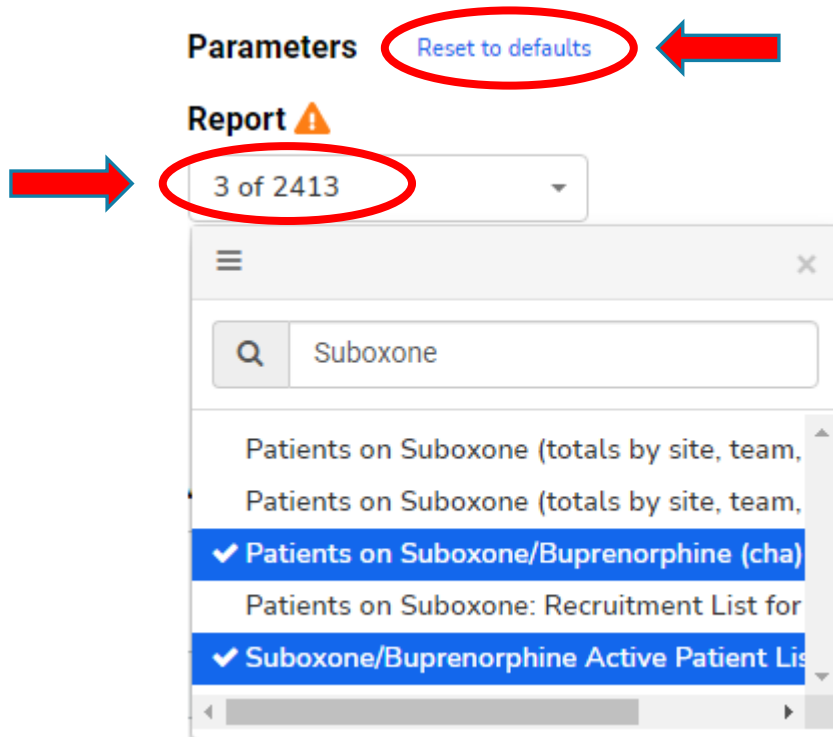 Parameters Reset to defaults
Report
3 of 2413
Suboxone
Patients on Suboxone (totals by site, team,
Patients on Suboxone (totals by site, team,
Patients on Suboxone/Buprenorphine (cha)
Patients on Suboxone: Recruitment List for
Suboxone/Buprenorphine Active Patient Lis